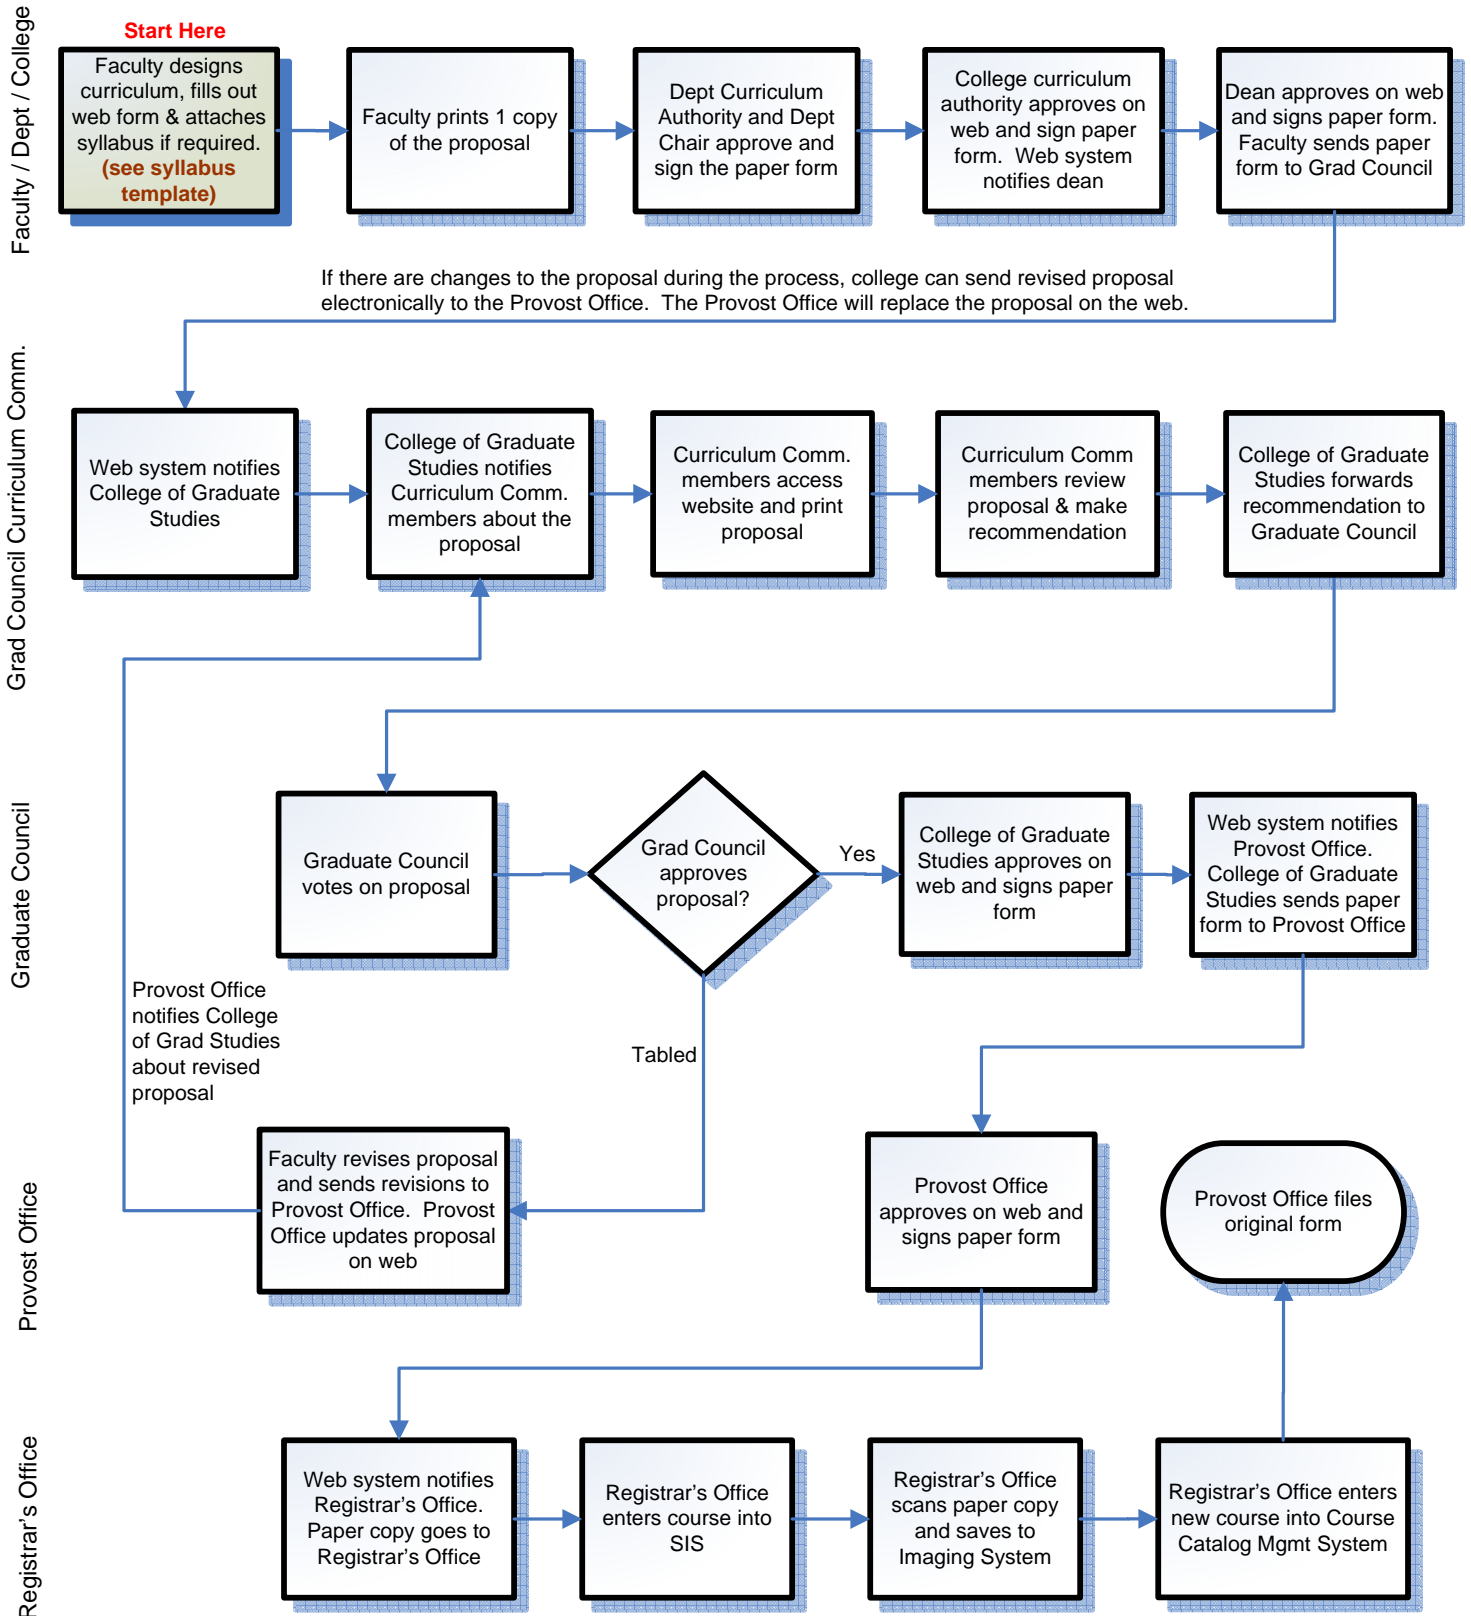 Faculty / Dept / College
Start Here
Faculty designs
curriculum, fills out
web form & attaches
syllabus if required.
(see syllabus
template)
Faculty prints 1 copy
of the proposal
Dept Curriculum
Authority and Dept
Chair approve and
sign the paper form
College curriculum
authority approves on
web and sign paper
form.  Web system
notifies dean
Dean approves on web
and signs paper form.
Faculty sends paper
form to Grad Council
If there are changes to the proposal during the process, college can send revised proposal
electronically to the Provost Office.  The Provost Office will replace the proposal on the web.
Grad Council Curriculum Comm.
Web system notifies
College of Graduate
Studies
College of Graduate
Studies notifies
Curriculum Comm.
members about the
proposal
Curriculum Comm.
members access
website and print
proposal
Curriculum Comm
members review
proposal & make
recommendation
College of Graduate
Studies forwards
recommendation to
Graduate Council
Graduate Council
Graduate Council
votes on proposal
Grad Council
approves
proposal?
Yes
College of Graduate
Studies approves on
web and signs paper
form
Web system notifies
Provost Office.
College of Graduate
Studies sends paper
form to Provost Office
Provost Office
notifies College
of Grad Studies
about revised
proposal
Tabled
Provost Office
Faculty revises proposal
and sends revisions to
Provost Office.  Provost
Office updates proposal
on web
Provost Office
approves on web and
signs paper form
Provost Office files
original form
Registrar's Office
Web system notifies
Registrar's Office.
Paper copy goes to
Registrar's Office
Registrar's Office
enters course into
SIS
Registrar's Office
scans paper copy
and saves to
Imaging System
Registrar's Office enters
new course into Course
Catalog Mgmt System